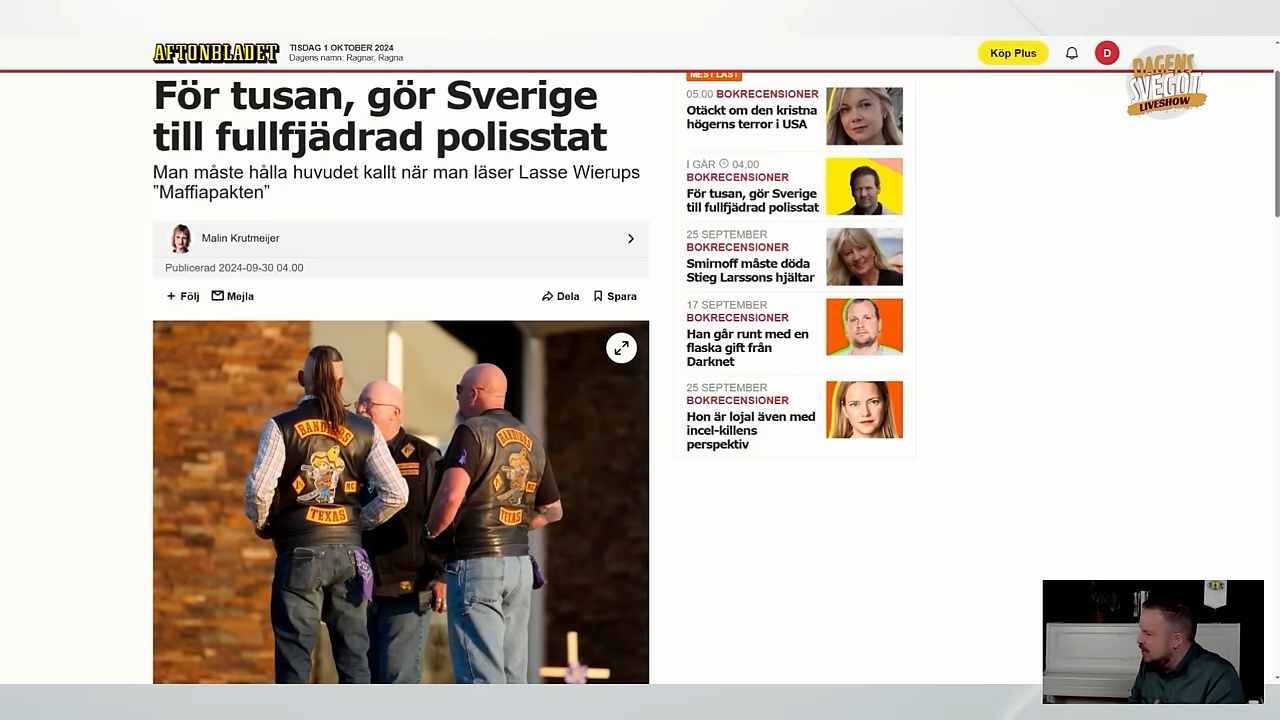 AFTONBLADET
TISDAG 1 OKTOBER 2024
Dagens namn: Ragnar, Ragna
Köp Plus
D
DAGENS
SVEGOT
LIVESHOW
För tusan, gör Sverige
till fullfjädrad polisstat
Man måste hålla huvudet kallt när man läser Lasse Wierups
”Maffiapakten”
Malin Krutmeijer
Publicerad 2024-09-30 04.00
Följ
Mejla
Dela
Spara
BANDIDOS
1%
MC
TEXAS
BANDIDOS
MC
TEXAS
MEST LÄST
05.00 BOKRECENSIONER
Otäckt om den kristna
högerns terror i USA
I GÅR 04.00
BOKRECENSIONER
För tusan, gör Sverige
till fullfjädrad polisstat
25 SEPTEMBER
BOKRECENSIONER
Smirnoff måste döda
Stieg Larssons hjältar
17 SEPTEMBER
BOKRECENSIONER
Han går runt med en
flaska gift från
Darknet
25 SEPTEMBER
BOKRECENSIONER
Hon är lojal även med
incel-killens
perspektiv